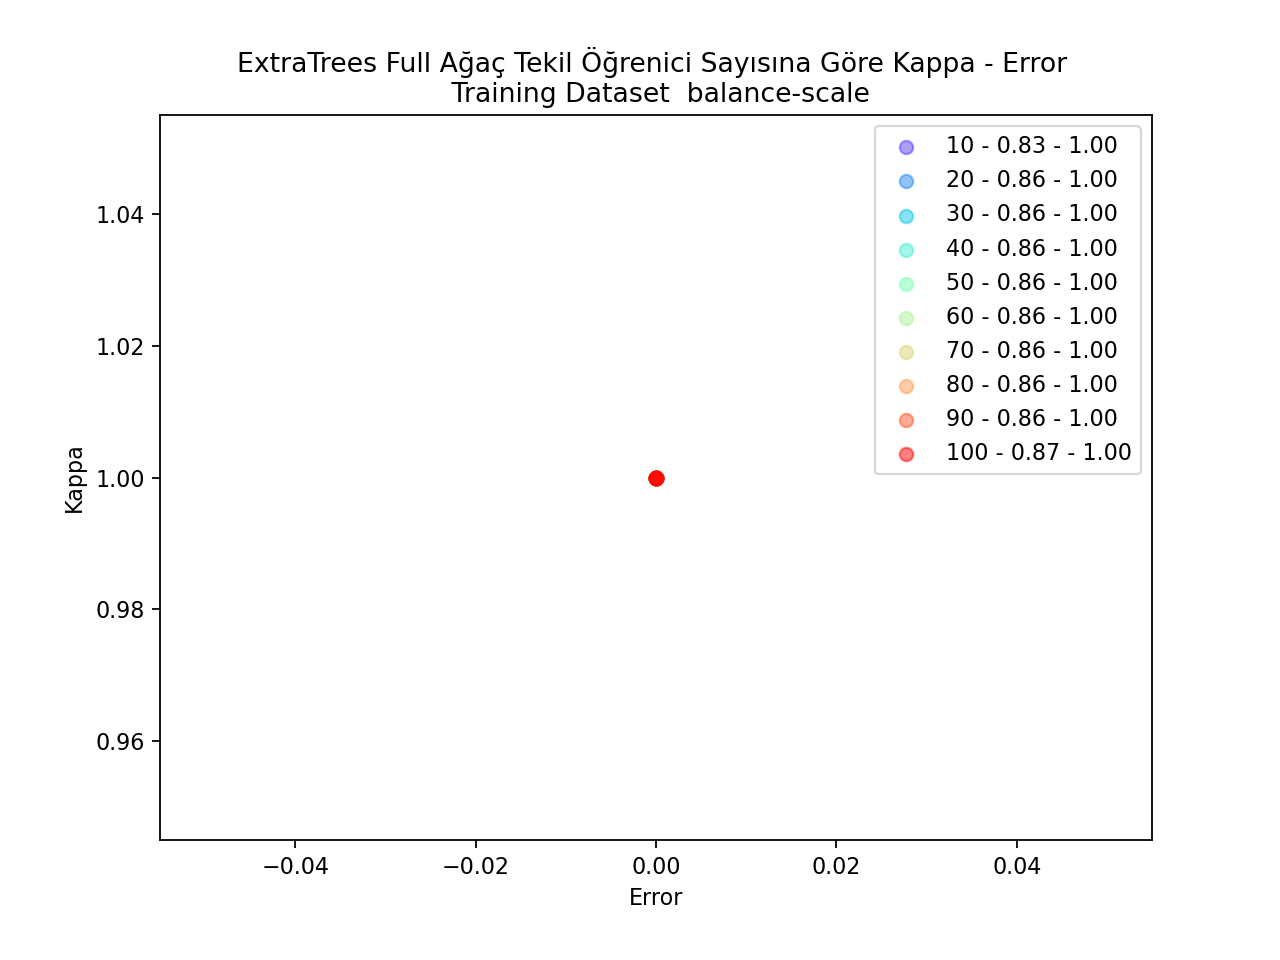 ExtraTrees Full Ağaç Tekil Öğrenici Sayısına Göre Kappa - Error
Training Dataset  balance-scale
10 - 0.83 - 1.00
20 - 0.86 - 1.00
30 - 0.86 - 1.00
40 - 0.86 - 1.00
50 - 0.86 - 1.00
60 - 0.86 - 1.00
70 - 0.86 - 1.00
80 - 0.86 - 1.00
90 - 0.86 - 1.00
100 - 0.87 - 1.00
Kappa
1.04
1.02
1.00
0.98
0.96
−0.04
−0.02
0.00
0.02
0.04
Error